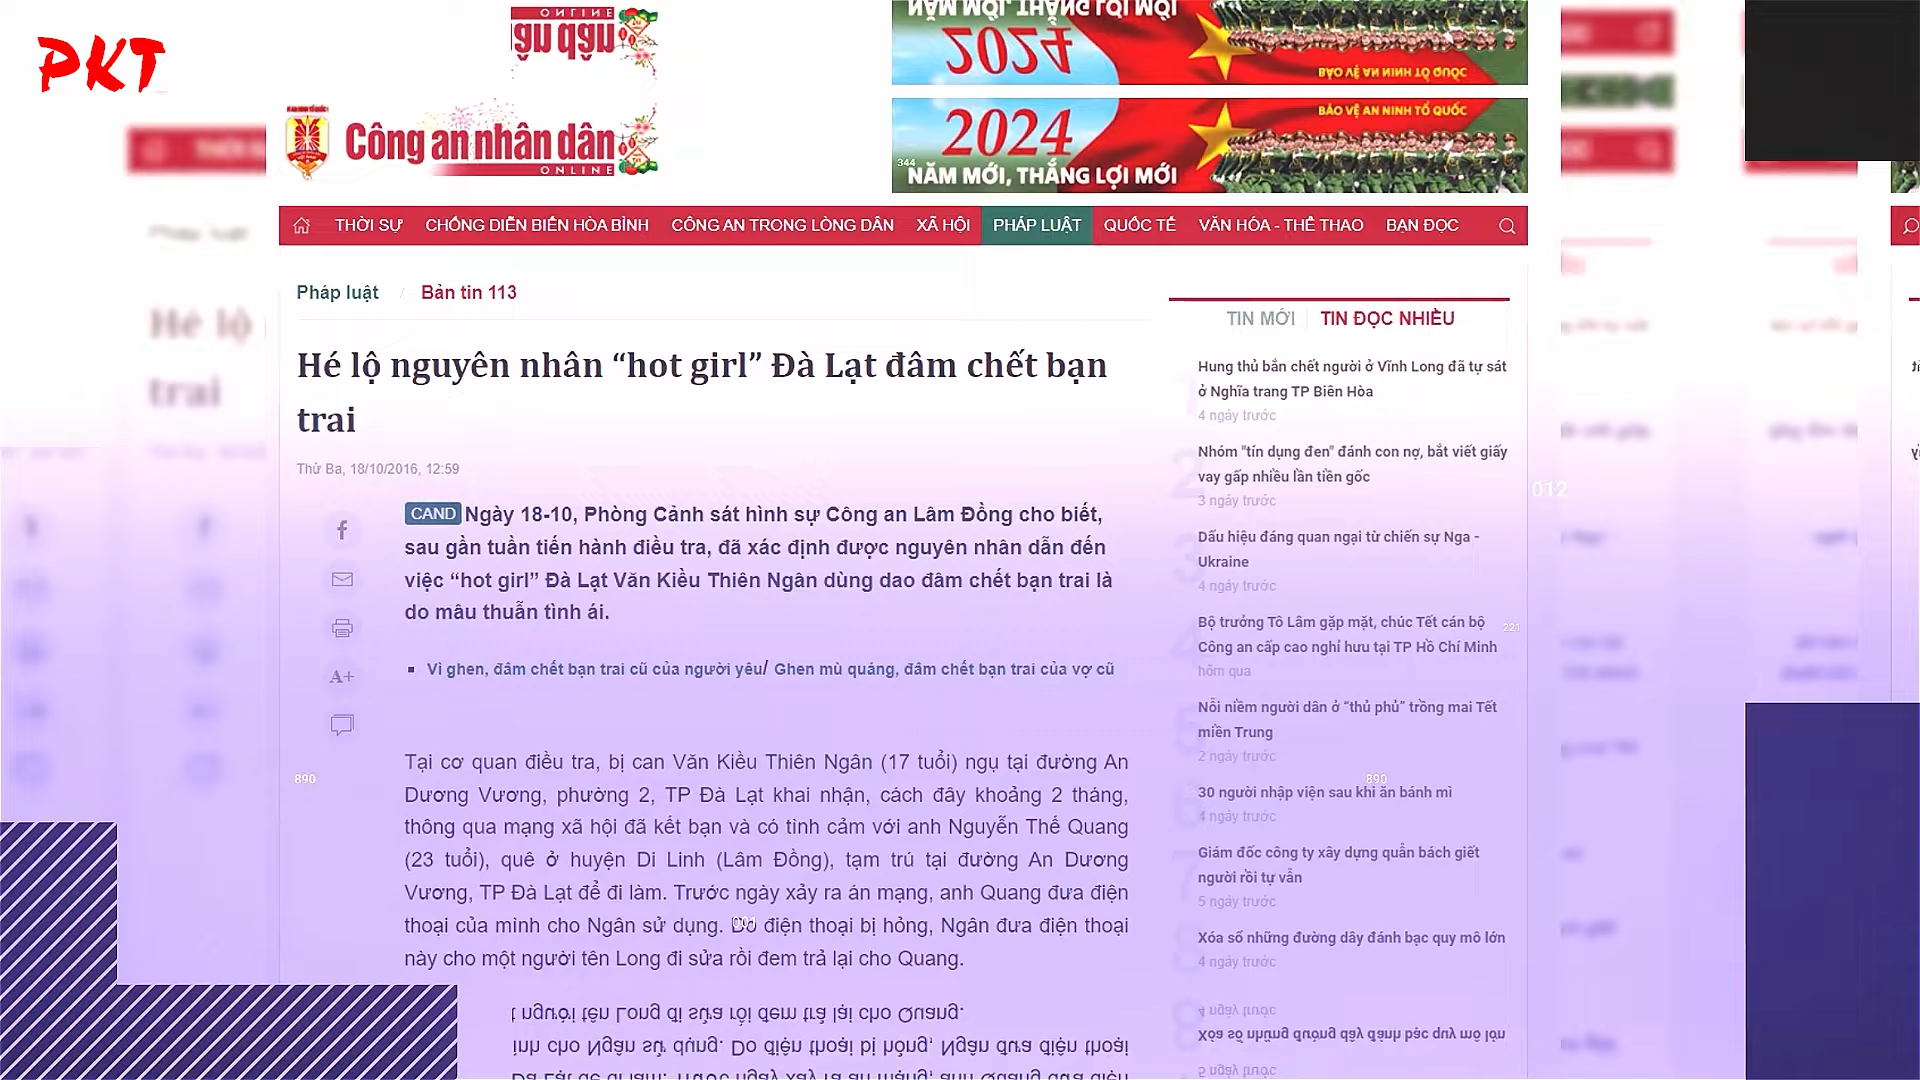 PKT
2024
BẢO VỆ AN NINH TỔ QUỐC
NĂM MỚI, THẮNG LỢI MỚI
344
Công an nhân dân
ONLINE
THỜI SỰ
CHỐNG DIỄN BIẾN HÒA BÌNH
CÔNG AN TRONG LÒNG DÂN
XÃ HỘI
PHÁP LUẬT
QUỐC TẾ
VĂN HÓA - THỂ THAO
BẠN ĐỌC
Pháp luật / Bản tin 113
Hé lộ nguyên nhân “hot girl” Đà Lạt đâm chết bạn
trai
Thứ Ba, 18/10/2016, 12:59
CAND Ngày 18-10, Phòng Cảnh sát hình sự Công an Lâm Đồng cho biết,
sau gần tuần tiến hành điều tra, đã xác định được nguyên nhân dẫn đến
việc “hot girl” Đà Lạt Văn Kiều Thiên Ngân dùng dao đâm chết bạn trai là
do mâu thuẫn tình ái.
Vì ghen, đâm chết bạn trai cũ của người yêu/ Ghen mù quáng, đâm chết bạn trai của vợ cũ
A+
Tại cơ quan điều tra, bị can Văn Kiều Thiên Ngân (17 tuổi) ngụ tại đường An
Dương Vương, phường 2, TP Đà Lạt khai nhận, cách đây khoảng 2 tháng,
thông qua mạng xã hội đã kết bạn và có tình cảm với anh Nguyễn Thế Quang
(23 tuổi), quê ở huyện Di Linh (Lâm Đồng), tạm trú tại đường An Dương
Vương, TP Đà Lạt để đi làm. Trước ngày xảy ra án mạng, anh Quang đưa điện
thoại của mình cho Ngân sử dụng. Do điện thoại bị hỏng, Ngân đưa điện thoại
này cho một người tên Long đi sửa rồi đem trả lại cho Quang.
890
001
TIN MỚI
TIN ĐỌC NHIỀU
Hung thủ bắn chết người ở Vĩnh Long đã tự sát
ở Nghĩa trang TP Biên Hòa
4 ngày trước
Nhóm "tín dụng đen" đánh con nợ, bắt viết giấy
vay gấp nhiều lần tiền gốc
3 ngày trước
012
Dấu hiệu đáng quan ngại từ chiến sự Nga -
Ukraine
4 ngày trước
Bộ trưởng Tô Lâm gặp mặt, chúc Tết cán bộ
Công an cấp cao nghỉ hưu tại TP Hồ Chí Minh
hôm qua
221
Nỗi niềm người dân ở “thủ phủ” trồng mai Tết
miền Trung
2 ngày trước
890
30 người nhập viện sau khi ăn bánh mì
4 ngày trước
Giám đốc công ty xây dựng quẫn bách giết
người rồi tự vẫn
5 ngày trước
Xóa sổ những đường dây đánh bạc quy mô lớn
4 ngày trước